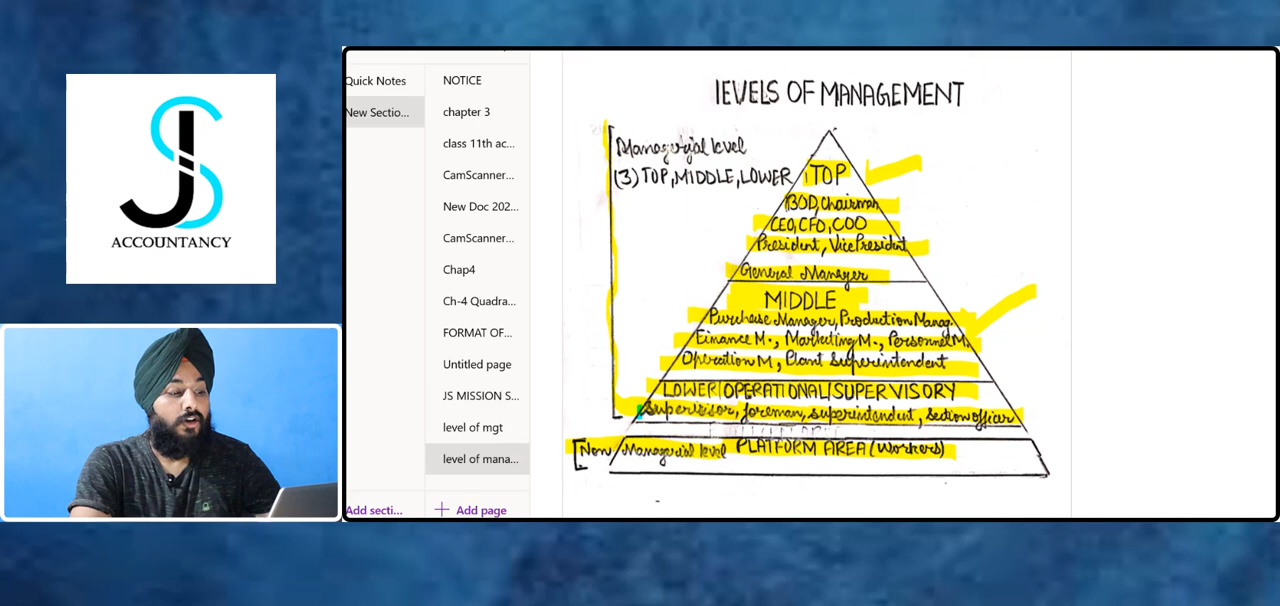 JS
ACCOUNTANCY
Quick Notes
New Sectio...
NOTICE
chapter 3
class 11th ac...
CamScanner...
New Doc 202...
CamScanner...
Chap4
Ch-4 Quadra...
FORMAT OF...
Untitled page
JS MISSION S...
level of mgt
level of mana...
Add secti...
Add page
lEVELS OF MANAGEMENT
Managerial level
(3) TOP, MIDDLE, LOWER
TOP
BOD, Chairman
CEO, CFO, COO
President, Vice President
General Manager
MIDDLE
Purchase Manager, Production Manag.
Finance M., Marketing M., Personnel M.
Operation M, Plant Superintendent
LOWER/OPERATIONAL/SUPERVISORY
Supervisor, foreman, superintendent, section officer
Non/Managerial level PLATFORM AREA (Workers)